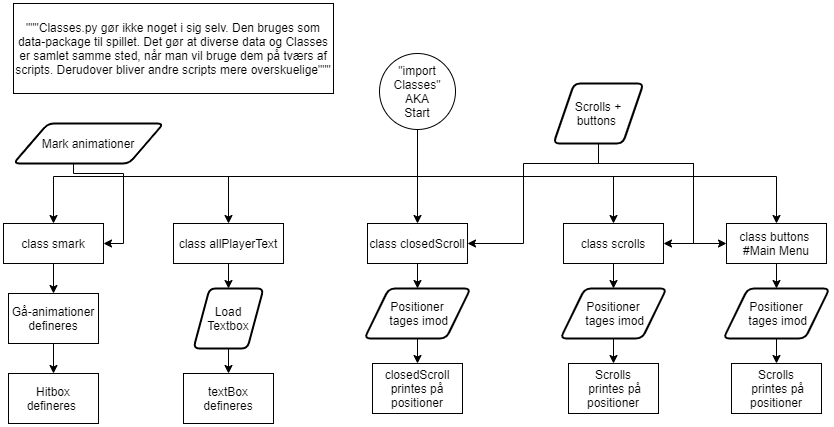 """Classes.py gør ikke noget i sig selv. Den bruges som
data-package til spillet. Det gør at diverse data og Classes
er samlet samme sted, når man vil bruge dem på tværs af
scripts. Derudover bliver andre scripts mere overskuelige"""
"import
Classes"
AKA
Start
Scrolls +
buttons
Mark animationer
class smark
class allPlayerText
class closedScroll
class scrolls
class buttons
#Main Menu
Gå-animationer
defineres
Load
Textbox
Positioner
tages imod
Positioner
tages imod
Positioner
tages imod
Hitbox
defineres
textBox
defineres
closedScroll
printes på
positioner
Scrolls
printes på
positioner
Scrolls
printes på
positioner